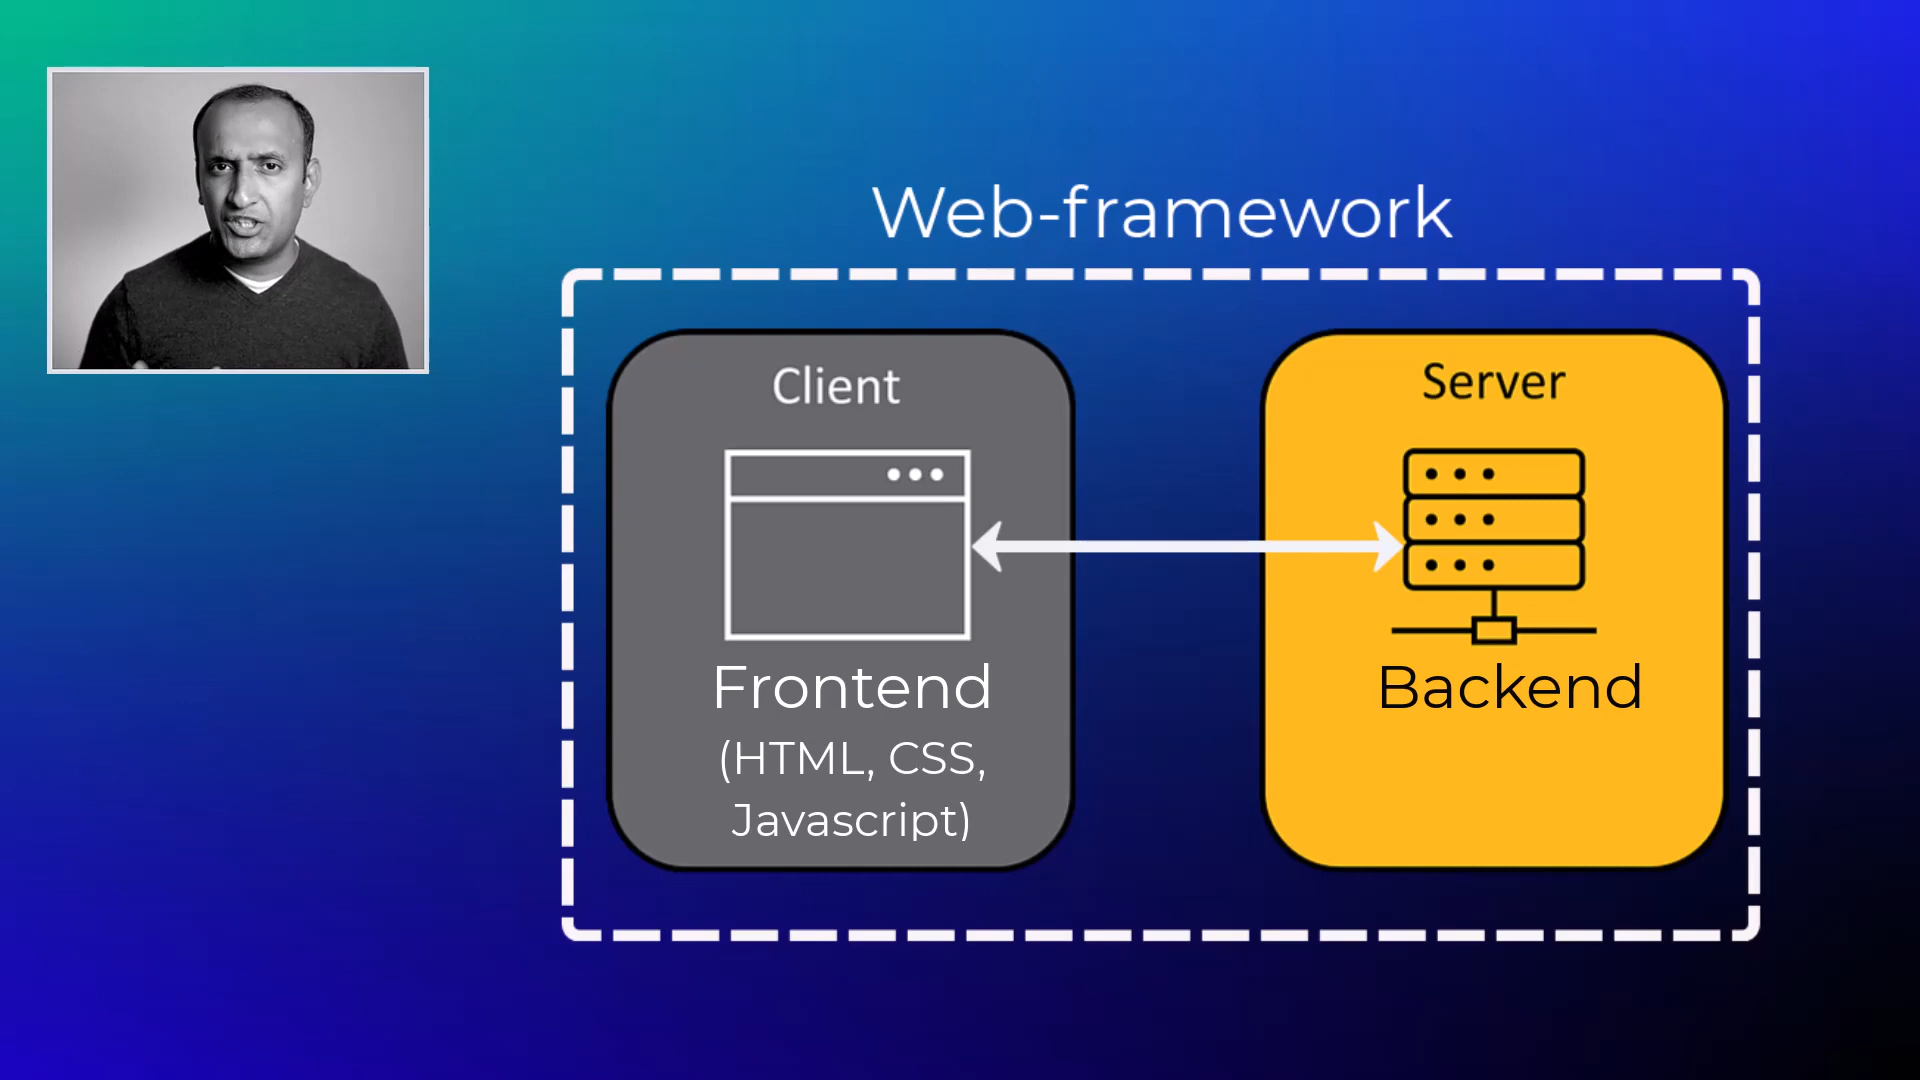 Web-framework
Client
Frontend
(HTML, CSS,
Javascript)
Server
Backend